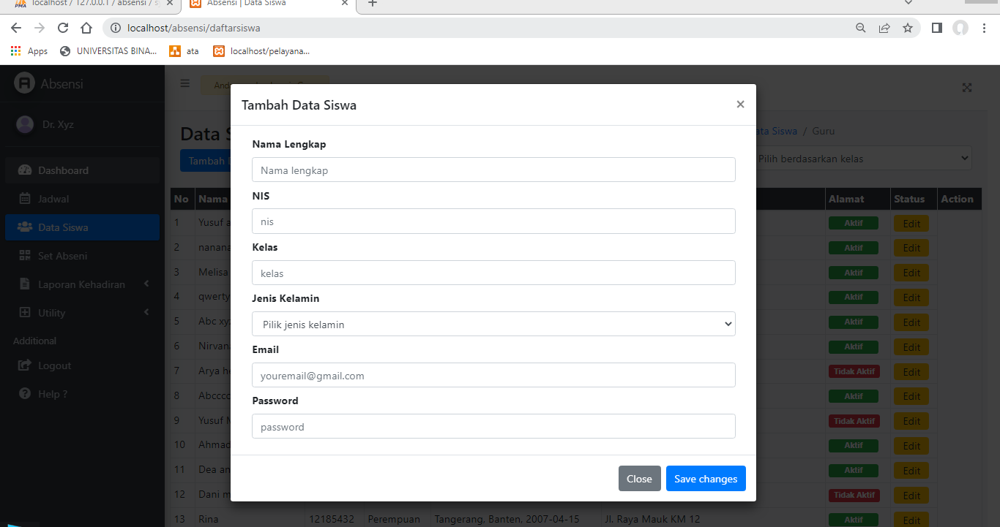 localhost / 127.0.0.1 / absensi / s
Absensi | Data Siswa
localhost/absensi/daftarsiswa
Apps
UNIVERSITAS BINA...
ata
localhost/pelayana...
Absensi
Dr. Xyz
Dashboard
Jadwal
Data Siswa
Set Abseni
Laporan Kehadiran
Utility
Additional
Logout
Help ?
Tambah Data Siswa
×
Nama Lengkap
Nama lengkap
NIS
nis
Kelas
kelas
Jenis Kelamin
Pilik jenis kelamin
Email
youremail@gmail.com
Password
password
Close
Save changes
Data S
Tambah
ata Siswa / Guru
Pilih berdasarkan kelas
No Nama Alamat Status Action
1 Yusuf a Aktif Edit
2 nanana Aktif Edit
3 Melisa Aktif Edit
4 qwerty Aktif Edit
5 Abc xy Aktif Edit
6 Nirvana Aktif Edit
7 Arya he Tidak Aktif Edit
8 Abcccc Aktif Edit
9 Yusuf M Tidak Aktif Edit
10 Ahmad Aktif Edit
11 Dea an Aktif Edit
12 Dani m Tidak Aktif Edit
13 Rina 12185432 Perempuan Tangerang, Banten, 2007-04-15 Jl. Raya Mauk KM 12 Aktif Edit